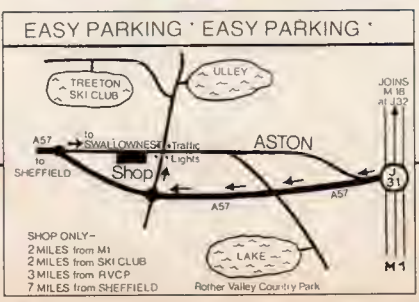 EASY PARKING · EASY PARKING ·
ULLEY
TREETON
SKI CLUB
JOINS
M18
at J32
A57
to
SWALLOWNEST
Traffic
Lights
ASTON
to
SHEFFIELD
Shop
J
31
A57
A57
SHOP ONLY-
2 MILES from M1
2 MILES from SKI CLUB
3 MILES from RVCP
7 MILES from SHEFFIELD
LAKE
Rother Valley Country Park
M1